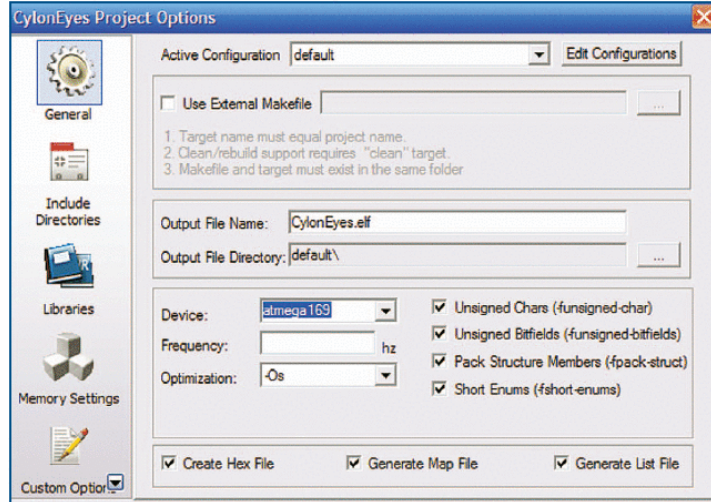 CylonEyes Project Options
General
Include
Directories
Libraries
Memory Settings
Custom Option
Active Configuration default Edit Configurations
Use External Makefile ...
1. Target name must equal project name.
2. Clean/rebuild support requires "clean" target.
3. Makefile and target must exist in the same folder
Output File Name: CylonEyes.elf
Output File Directory: default\ ...
Device: atmega169
Frequency: hz
Optimization: -Os
Unsigned Chars (-funsigned-char)
Unsigned Bitfields (-funsigned-bitfields)
Pack Structure Members (-fpack-struct)
Short Enums (-fshort-enums)
Create Hex File Generate Map File Generate List File